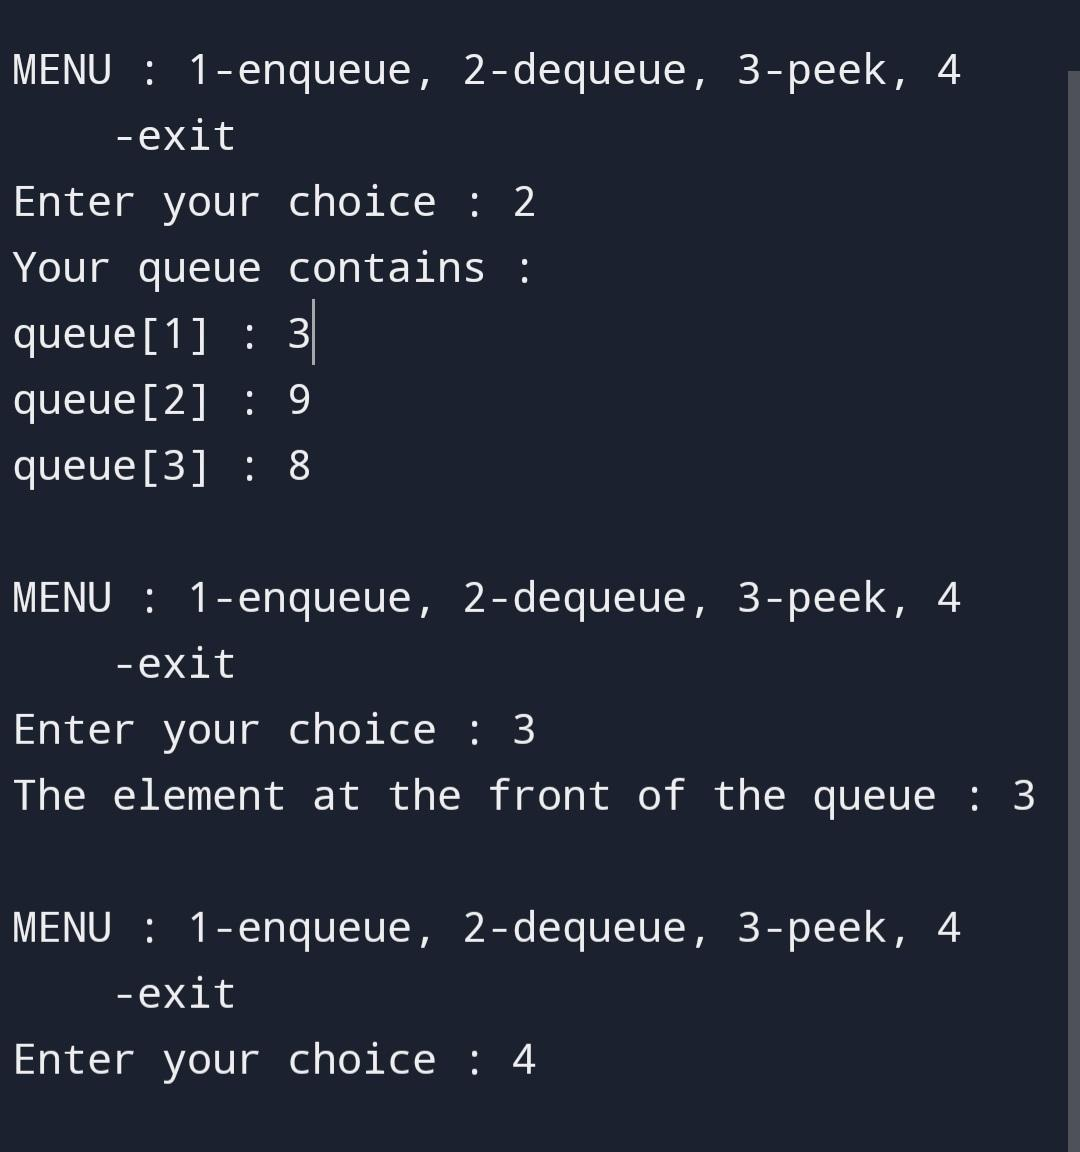 MENU : 1-enqueue, 2-dequeue, 3-peek, 4
-exit
Enter your choice : 2
Your queue contains :
queue[1] : 3
queue[2] : 9
queue[3] : 8
MENU : 1-enqueue, 2-dequeue, 3-peek, 4
-exit
Enter your choice : 3
The element at the front of the queue : 3
MENU : 1-enqueue, 2-dequeue, 3-peek, 4
-exit
Enter your choice : 4